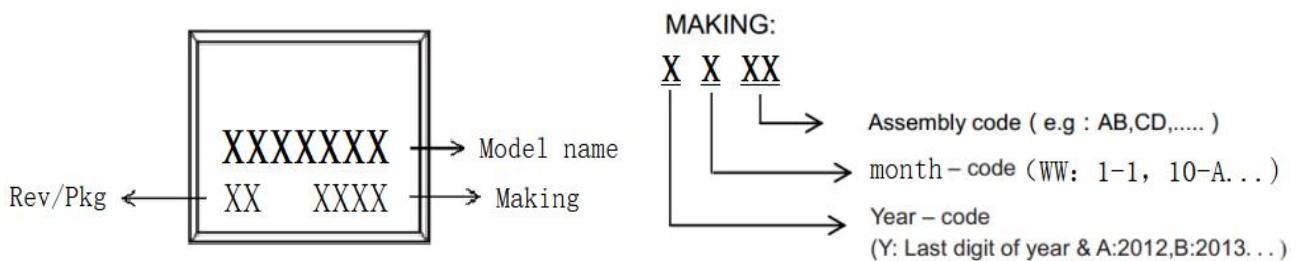 XXXXXXX
Model name
Rev/Pkg
XX XXXX
Making
MAKING:
X X XX
Assembly code ( e.g : AB,CD,..... )
month – code (WW: 1-1, 10-A...)
Year – code
(Y: Last digit of year & A:2012,B:2013...)